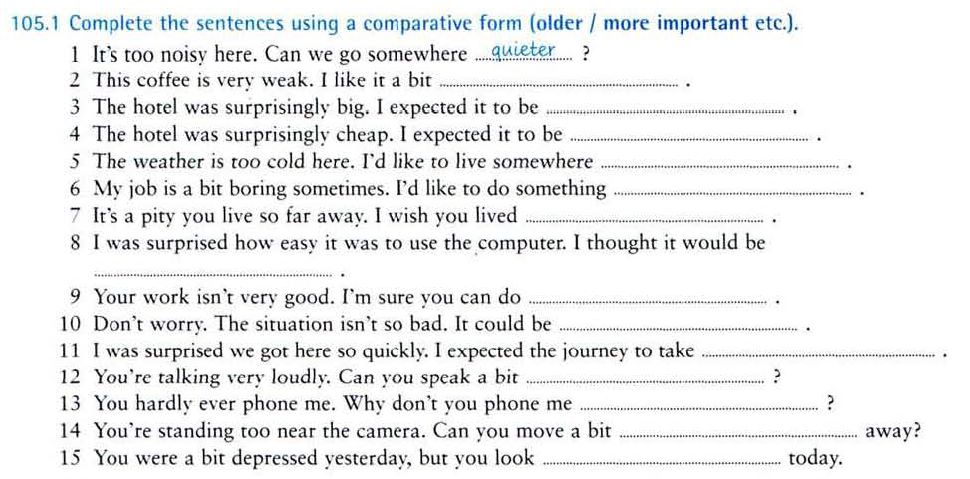 105.1 Complete the sentences using a comparative form (older / more important etc.).
1 It's too noisy here. Can we go somewhere .....quieter..... ?
2 This coffee is very weak. I like it a bit ........................................ .
3 The hotel was surprisingly big. I expected it to be ........................................ .
4 The hotel was surprisingly cheap. I expected it to be ........................................ .
5 The weather is too cold here. I'd like to live somewhere ........................................ .
6 My job is a bit boring sometimes. I'd like to do something ........................................ .
7 It's a pity you live so far away. I wish you lived ........................................ .
8 I was surprised how easy it was to use the computer. I thought it would be
........................................ .
9 Your work isn't very good. I'm sure you can do ........................................ .
10 Don't worry. The situation isn't so bad. It could be ........................................ .
11 I was surprised we got here so quickly. I expected the journey to take ........................................ .
12 You're talking very loudly. Can you speak a bit ........................................ ?
13 You hardly ever phone me. Why don't you phone me ........................................ ?
14 You're standing too near the camera. Can you move a bit ........................................ away?
15 You were a bit depressed yesterday, but you look ........................................ today.